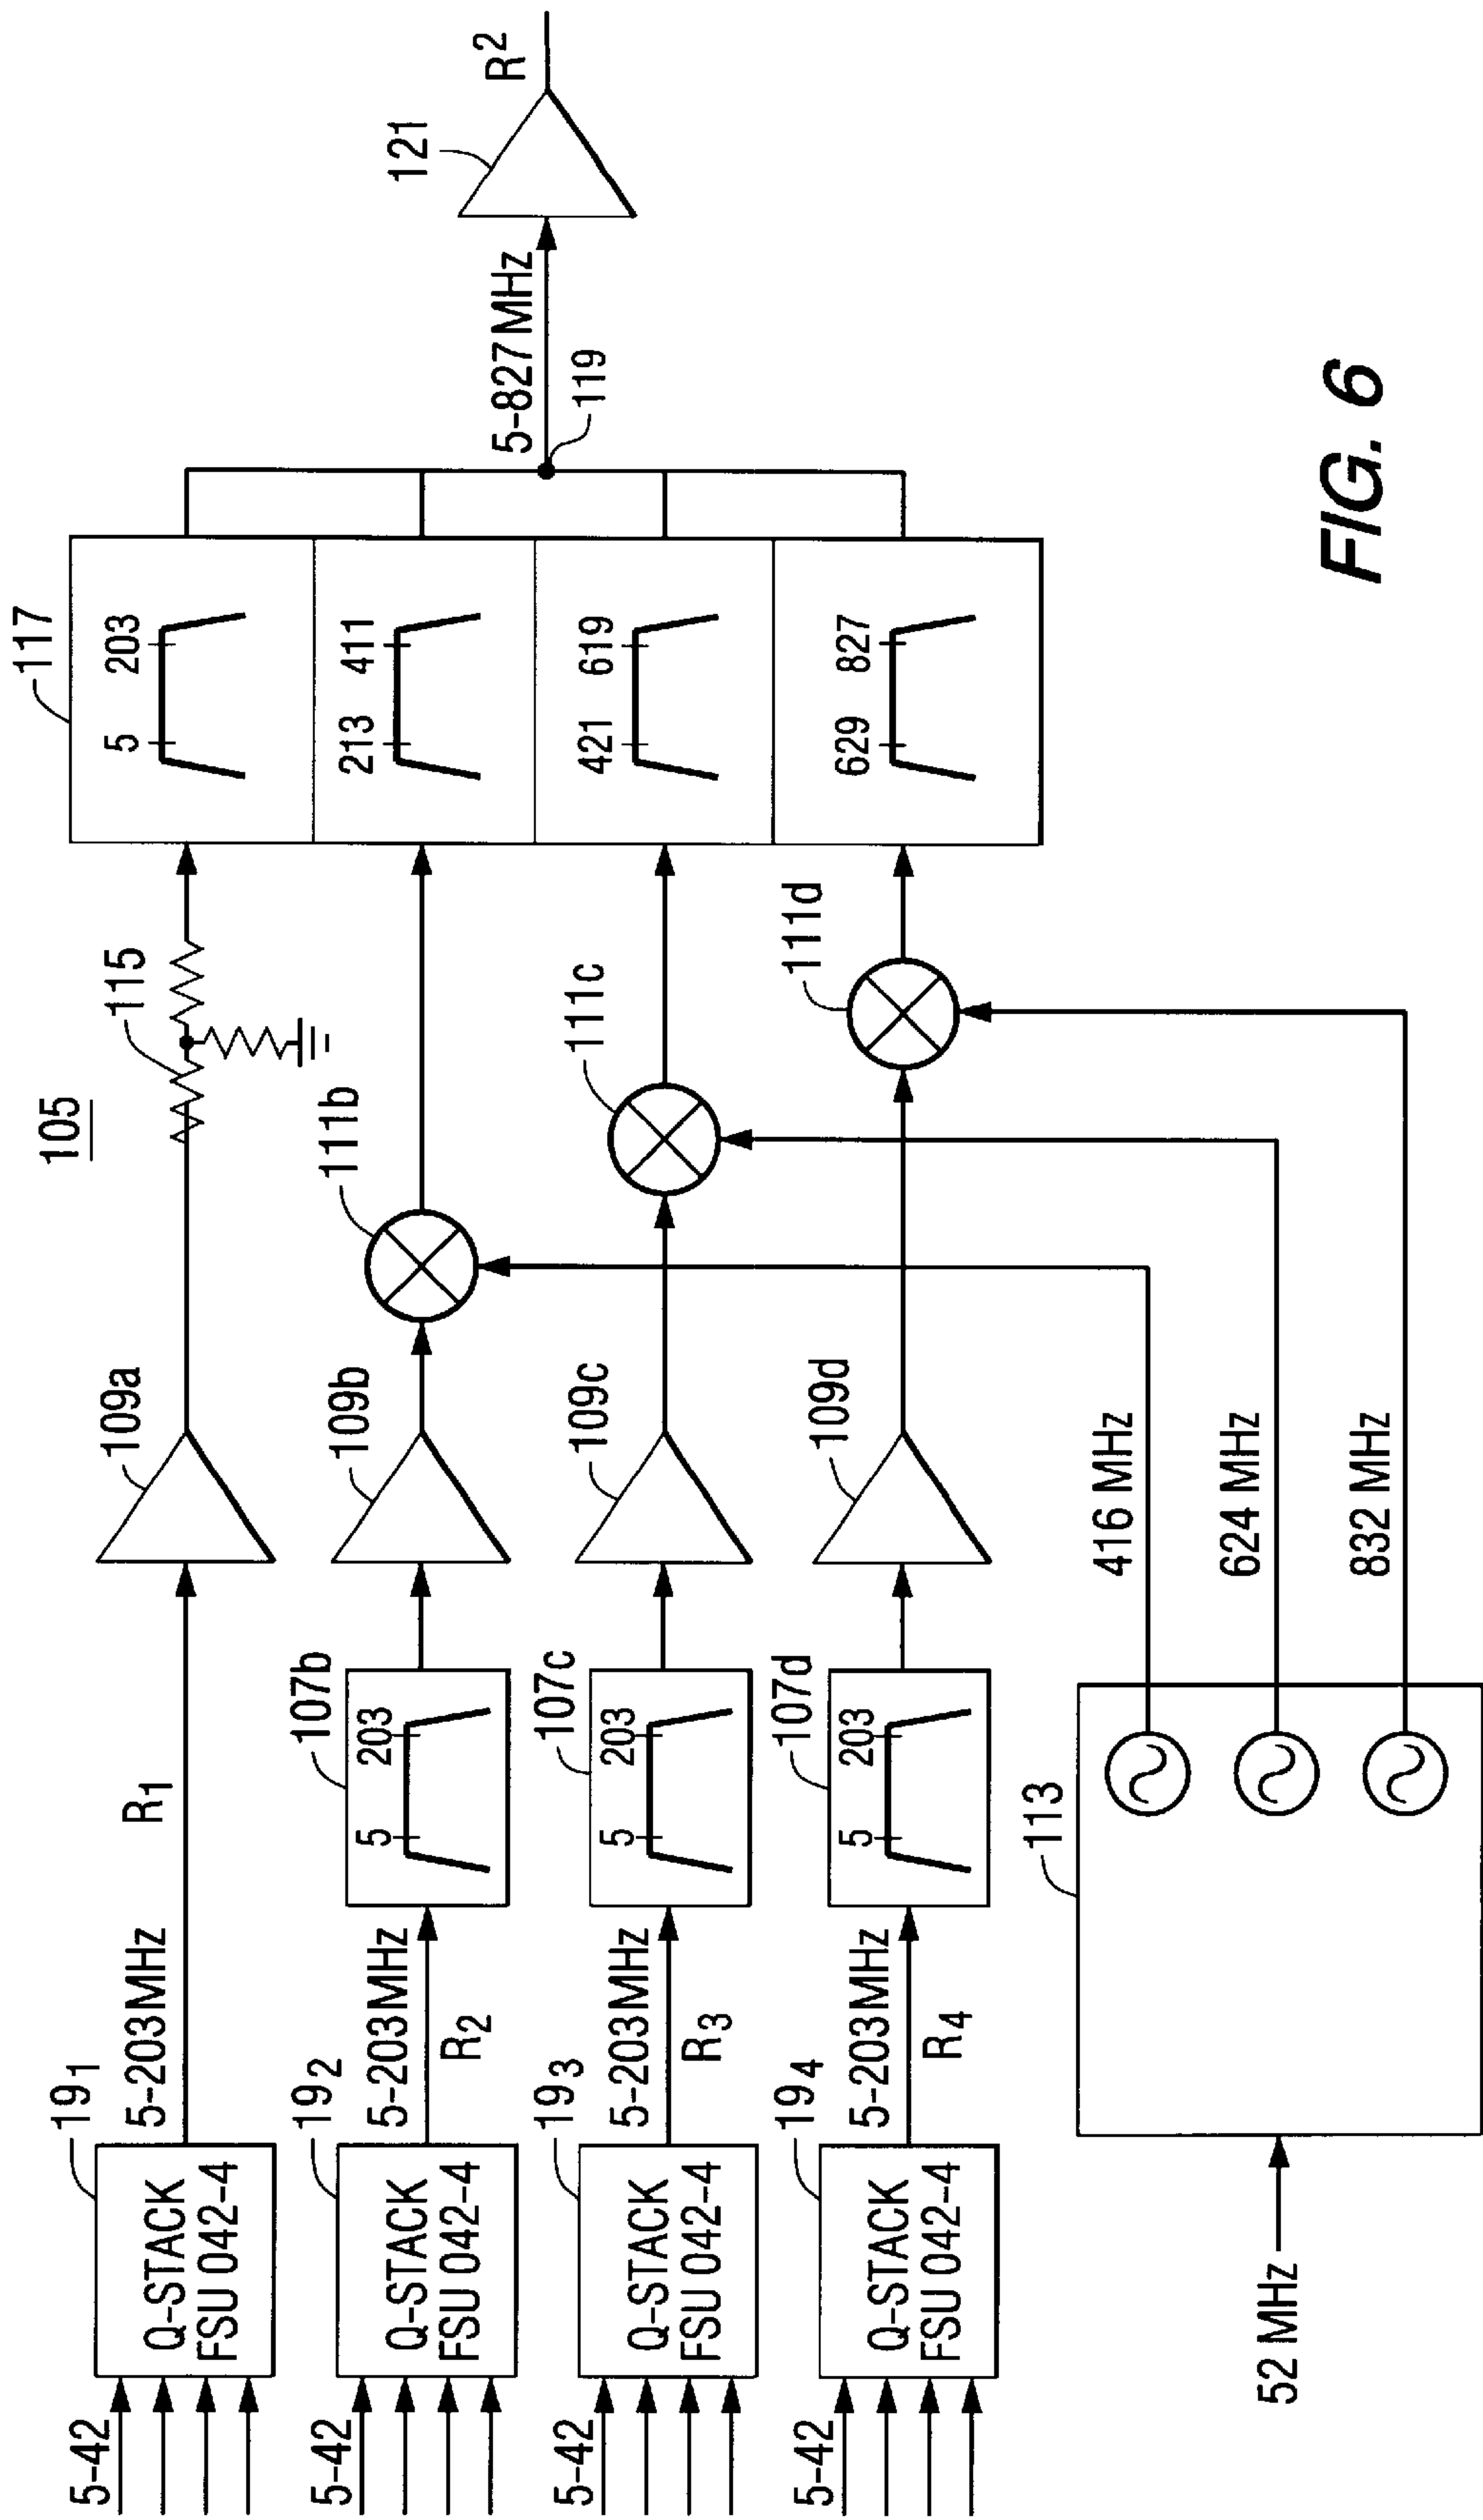 105
5-42
Q-STACK
FSU 042-4
19₁
5-203MHz
R₁
109a
115
117
5 203
5-42
Q-STACK
FSU 042-4
19₂
5-203MHz
R₂
107b
5 203
109b
111b
213 411
5-42
Q-STACK
FSU 042-4
19₃
5-203MHz
R₃
107c
5 203
109c
111c
421 619
5-42
Q-STACK
FSU 042-4
19₄
5-203MHz
R₄
107d
5 203
109d
111d
629 827
5-827MHz
119
121
R²
52 MHz
113
416 MHz
624 MHz
832 MHz
FIG. 6